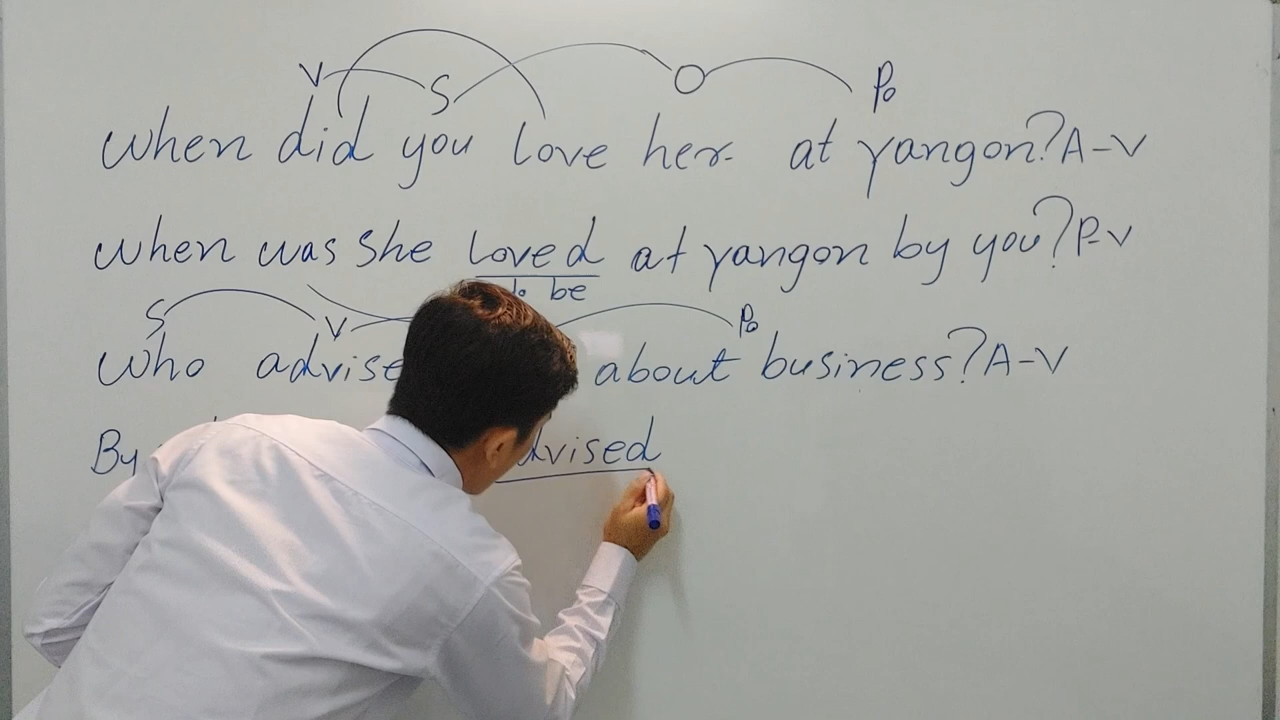 V S O Po
When did you love her at yangon? A-V
When was she loved at yangon by you? P-V
to be
S V Po
Who advise about business? A-V
By dvised